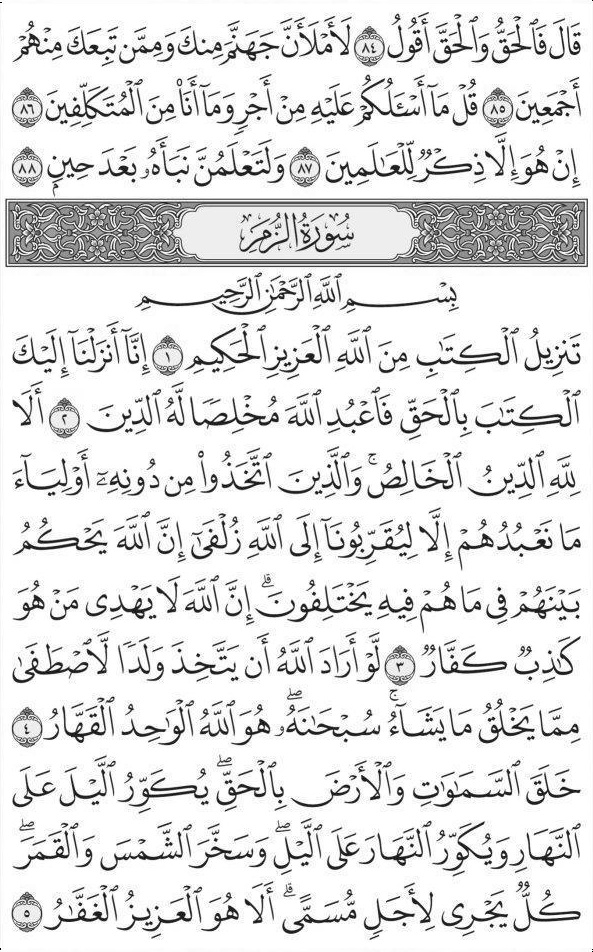 قَالَ فَٱلۡحَقُّ وَٱلۡحَقَّ أَقُولُ ٨٤ لَأَمۡلَأَنَّ جَهَنَّمَ مِنكَ وَمِمَّن تَبِعَكَ مِنۡهُمۡ
أَجۡمَعِينَ ٨٥ قُلۡ مَآ أَسۡـَٔلُكُمۡ عَلَيۡهِ مِنۡ أَجۡرٖ وَمَآ أَنَا۠ مِنَ ٱلۡمُتَكَلِّفِينَ ٨٦
إِنۡ هُوَ إِلَّا ذِكۡرٞ لِّلۡعَٰلَمِينَ ٨٧ وَلَتَعۡلَمُنَّ نَبَأَهُۥ بَعۡدَ حِينِۭ ٨٨
سُورَةُ الزُّمَرِ
بِسۡمِ ٱللَّهِ ٱلرَّحۡمَٰنِ ٱلرَّحِيمِ
تَنزِيلُ ٱلۡكِتَٰبِ مِنَ ٱللَّهِ ٱلۡعَزِيزِ ٱلۡحَكِيمِ ١ إِنَّآ أَنزَلۡنَآ إِلَيۡكَ
ٱلۡكِتَٰبَ بِٱلۡحَقِّ فَٱعۡبُدِ ٱللَّهَ مُخۡلِصٗا لَّهُ ٱلدِّينَ ٢ أَلَا
لِلَّهِ ٱلدِّينُ ٱلۡخَالِصُۚ وَٱلَّذِينَ ٱتَّخَذُواْ مِن دُونِهِۦٓ أَوۡلِيَآءَ
مَا نَعۡبُدُهُمۡ إِلَّا لِيُقَرِّبُونَآ إِلَى ٱللَّهِ زُلۡفَىٰٓ إِنَّ ٱللَّهَ يَحۡكُمُ
بَيۡنَهُمۡ فِي مَا هُمۡ فِيهِ يَخۡتَلِفُونَۗ إِنَّ ٱللَّهَ لَا يَهۡدِي مَنۡ هُوَ
كَٰذِبٞ كَفَّارٞ ٣ لَّوۡ أَرَادَ ٱللَّهُ أَن يَتَّخِذَ وَلَدٗا لَّٱصۡطَفَىٰ
مِمَّا يَخۡلُقُ مَا يَشَآءُۚ سُبۡحَٰنَهُۥۖ هُوَ ٱللَّهُ ٱلۡوَٰحِدُ ٱلۡقَهَّارُ ٤
خَلَقَ ٱلسَّمَٰوَٰتِ وَٱلۡأَرۡضَ بِٱلۡحَقِّۖ يُكَوِّرُ ٱلَّيۡلَ عَلَى
ٱلنَّهَارِ وَيُكَوِّرُ ٱلنَّهَارَ عَلَى ٱلَّيۡلِۖ وَسَخَّرَ ٱلشَّمۡسَ وَٱلۡقَمَرَۖ
كُلّٞ يَجۡرِي لِأَجَلٖ مُّسَمًّىۗ أَلَا هُوَ ٱلۡعَزِيزُ ٱلۡغَفَّٰرُ ٥